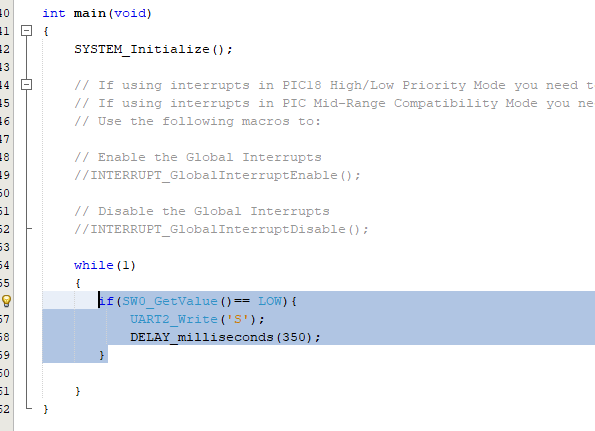 40 int main(void)
41 {
42 SYSTEM_Initialize();
43
44 // If using interrupts in PIC18 High/Low Priority Mode you need t
45 // If using interrupts in PIC Mid-Range Compatibility Mode you ne
46 // Use the following macros to:
47
48 // Enable the Global Interrupts
49 //INTERRUPT_GlobalInterruptEnable();
50
51 // Disable the Global Interrupts
52 //INTERRUPT_GlobalInterruptDisable();
53
54 while(1)
55 {
if(SW0_GetValue()== LOW){
57 UART2_Write('S');
58 DELAY_milliseconds(350);
59 }
60
61 }
62 }